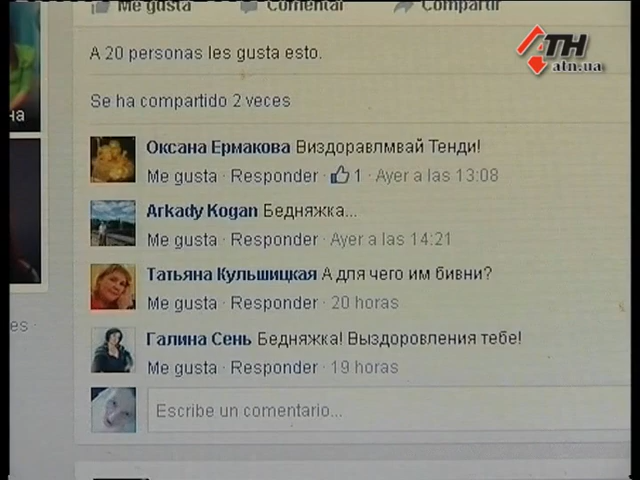 Me gusta Comentar Compartir
АТН
atn.ua
A 20 personas les gusta esto.
Se ha compartido 2 veces
на
Оксана Ермакова Виздоравлмвай Тенди!
Me gusta · Responder · 1 · Ayer a las 13:08
Arkady Kogan Бедняжка...
Me gusta · Responder · Ayer a las 14:21
Татьяна Кульшицкая А для чего им бивни?
Me gusta · Responder · 20 horas
es ·
Галина Сень Бедняжка! Выздоровления тебе!
Me gusta · Responder · 19 horas
Escribe un comentario...